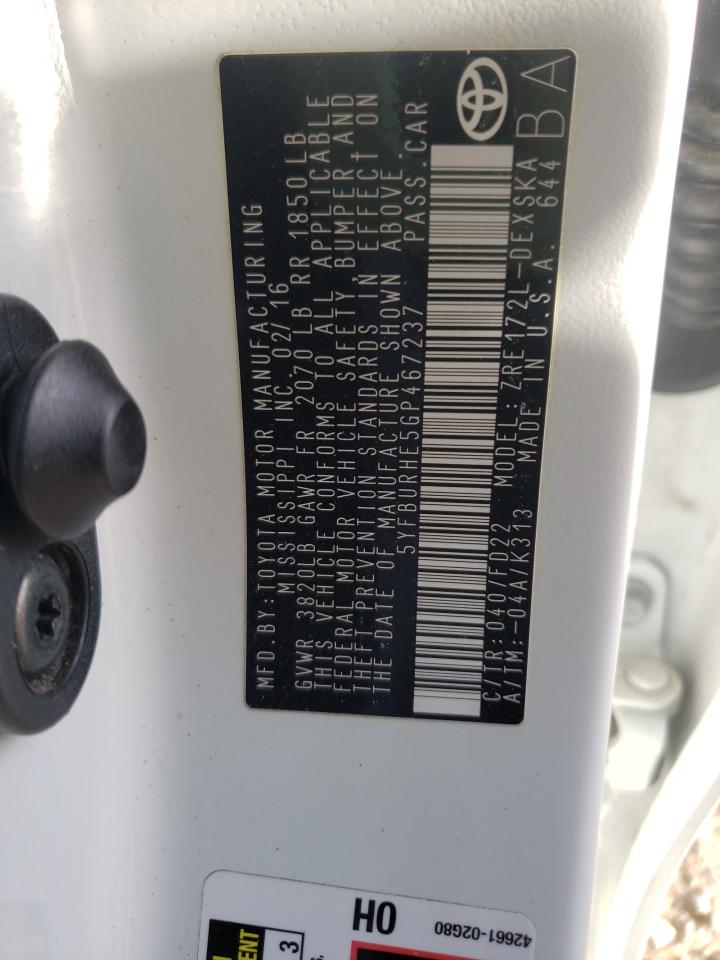 MFD. BY: TOYOTA MOTOR MANUFACTURING
MISSISSIPPI INC. 02/16
GVWR 3820LB GAWR FR 2070 LB RR 1850LB
THIS VEHICLE CONFORMS TO ALL APPLICABLE
FEDERAL MOTOR VEHICLE SAFETY,BUMPER,AND
THEFT PREVENTION STANDARDS IN EFFECT ON
THE DATE OF MANUFACTURE SHOWN ABOVE
5YFBURHE5GP467237 PASS.CAR
C/TR:040/FD22 MODEL:ZRE172L-DEXSKA
A/TM:-04A/K313 MADE IN U.S.A. 644
BA
OH
42661-02G80
3